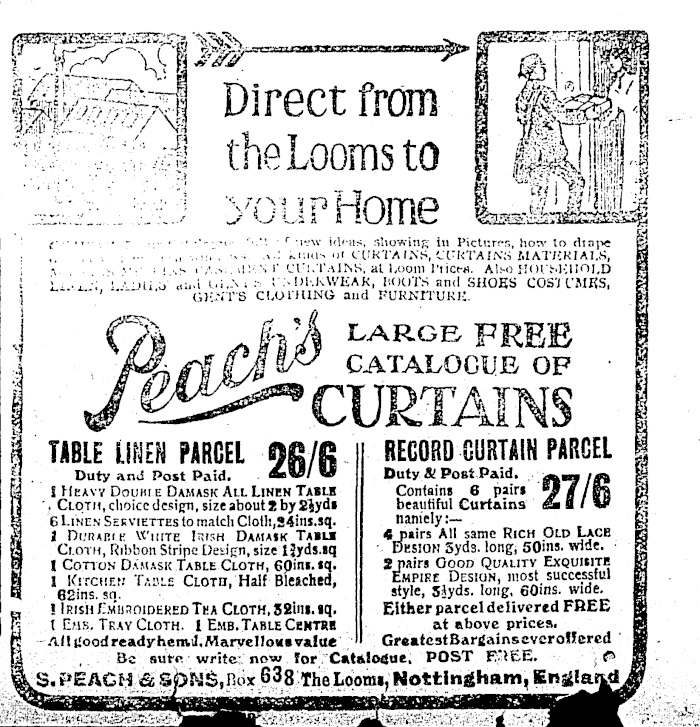 Direct from
the Looms to
your Home
full of new ideas, showing in Pictures, how to drape
all kinds of CURTAINS, CURTAINS MATERIALS,
CASEMENT CURTAINS, at Loom Prices. Also HOUSEHOLD
LINEN, LADIES' and GENT'S UNDERWEAR, BOOTS and SHOES COSTUMES,
GENT'S CLOTHING and FURNITURE.
Peach's
LARGE FREE
CATALOGUE OF
CURTAINS
TABLE LINEN PARCEL
Duty and Post Paid. 26/6
1 HEAVY DOUBLE DAMASK ALL LINEN TABLE
CLOTH, choice design, size about 2 by 2½yds
6 LINEN SERVIETTES to match Cloth, 24ins.sq.
1 DURABLE WHITE IRISH DAMASK TABLE
CLOTH, Ribbon Stripe Design, size 1¾yds.sq
1 COTTON DAMASK TABLE CLOTH, 60ins. sq.
1 KITCHEN TABLE CLOTH, Half Bleached,
62ins. sq.
1 IRISH EMBROIDERED TEA CLOTH, 32ins. sq.
1 EMB. TRAY CLOTH. 1 EMB. TABLE CENTRE
All good ready hem'd, Marvellous value
RECORD CURTAIN PARCEL
Duty & Post Paid.
Contains 6 pairs 27/6
beautiful Curtains
namely:—
4 pairs All same RICH OLD LACE
DESIGN 3yds. long, 50ins. wide.
2 pairs GOOD QUALITY EXQUISITE
EMPIRE DESIGN, most successful
style, 3½yds. long, 60ins. wide.
Either parcel delivered FREE
at above prices.
Greatest Bargains ever offered
Be sure write now for Catalogue, POST FREE.
S. PEACH & SONS, Box 638 The Looms, Nottingham, England